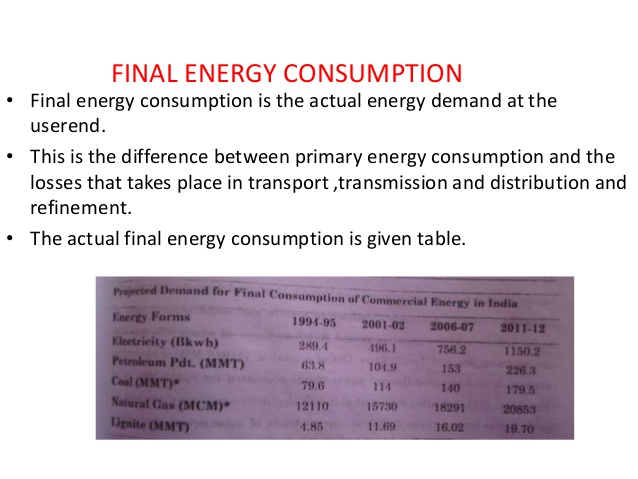 FINAL ENERGY CONSUMPTION
• Final energy consumption is the actual energy demand at the
userend.
• This is the difference between primary energy consumption and the
losses that takes place in transport ,transmission and distribution and
refinement.
• The actual final energy consumption is given table.
Projected Demand for Final Consumption of Commercial Energy in India
Energy Forms 1994-95 2001-02 2006-07 2011-12
Electricity (Bkwh) 289.4 496.1 756.2 1150.2
Petroleum Pdt. (MMT) 63.8 104.9 153 226.3
Coal (MMT)* 79.6 114 140 179.5
Natural Gas (MCM)* 12110 15730 18291 20853
Lignite (MMT) 4.85 11.69 16.02 19.70